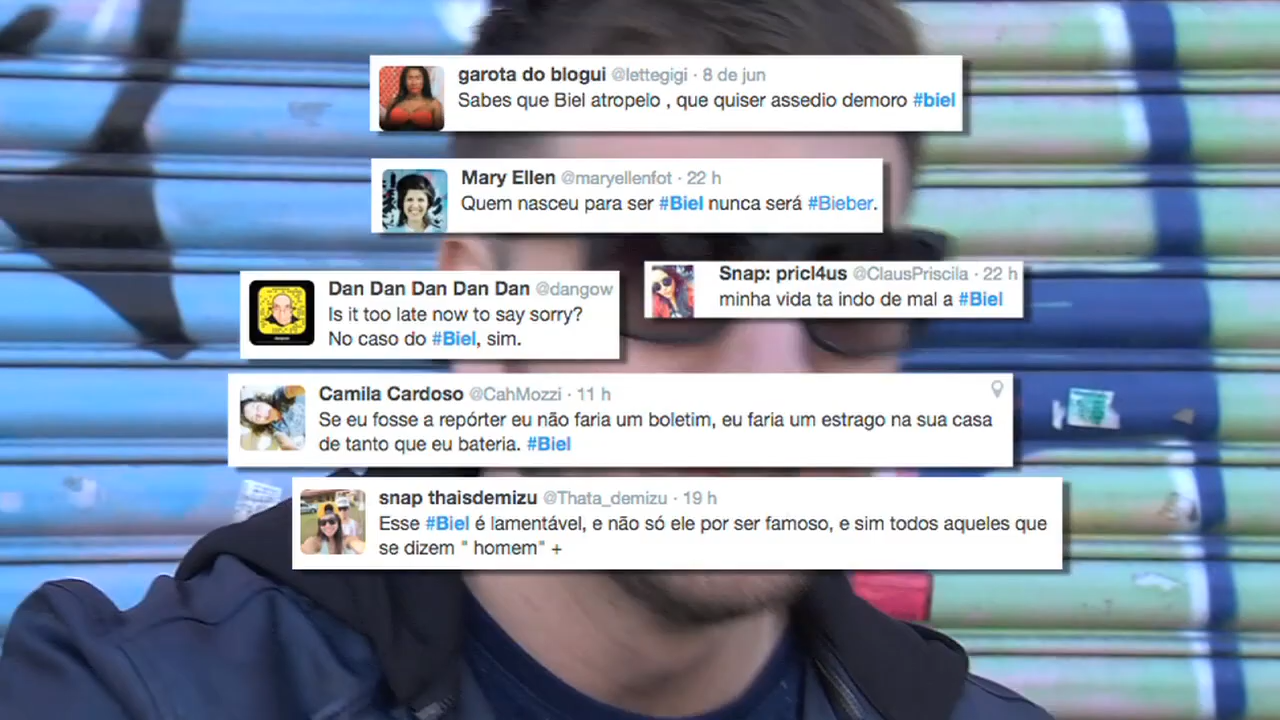 garota do blogui @lettegigi · 8 de jun
Sabes que Biel atropelo , que quiser assedio demoro #biel
Mary Ellen @maryellenfot · 22 h
Quem nasceu para ser #Biel nunca será #Bieber.
Snap: pricl4us @ClausPriscila · 22 h
minha vida ta indo de mal a #Biel
Dan Dan Dan Dan Dan @dangow
Is it too late now to say sorry?
No caso do #Biel, sim.
Camila Cardoso @CahMozzi · 11 h
Se eu fosse a repórter eu não faria um boletim, eu faria um estrago na sua casa
de tanto que eu bateria. #Biel
snap thaisdemizu @Thata_demizu · 19 h
Esse #Biel é lamentável, e não só ele por ser famoso, e sim todos aqueles que
se dizem " homem" +